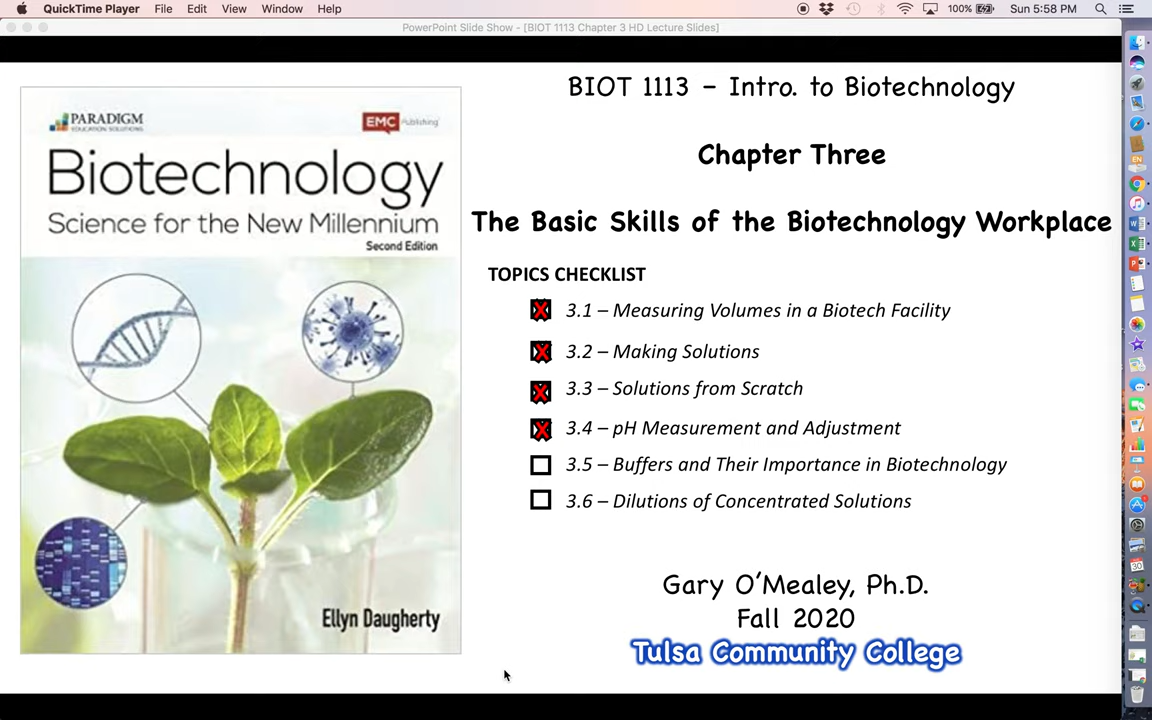 QuickTime Player File Edit View Window Help 100% Sun 5:58 PM
PowerPoint Slide Show - [BIOT 1113 Chapter 3 HD Lecture Slides]
PARADIGM
EDUCATION SOLUTIONS
EMC Publishing
Biotechnology
Science for the New Millennium
Second Edition
Ellyn Daugherty
BIOT 1113 – Intro. to Biotechnology
Chapter Three
The Basic Skills of the Biotechnology Workplace
TOPICS CHECKLIST
X 3.1 – Measuring Volumes in a Biotech Facility
X 3.2 – Making Solutions
X 3.3 – Solutions from Scratch
X 3.4 – pH Measurement and Adjustment
3.5 – Buffers and Their Importance in Biotechnology
3.6 – Dilutions of Concentrated Solutions
Gary O'Mealey, Ph.D.
Fall 2020
Tulsa Community College
EN
30